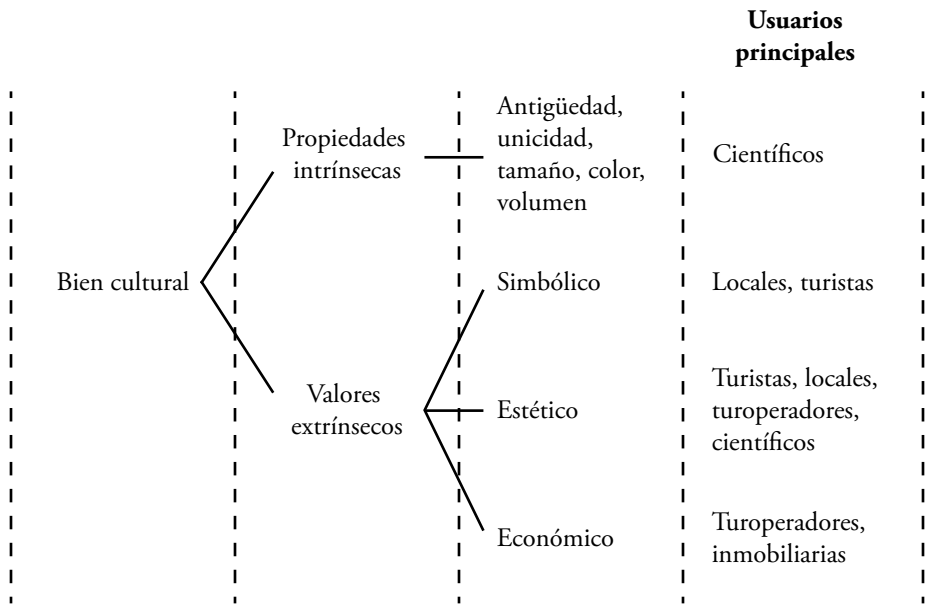 Usuarios
principales
Antigüedad,
unicidad,
tamaño, color,
volumen
Propiedades
intrínsecas
Científicos
Bien cultural
Simbólico
Locales, turistas
Valores
extrínsecos
Estético
Turistas, locales,
turoperadores,
científicos
Económico
Turoperadores,
inmobiliarias